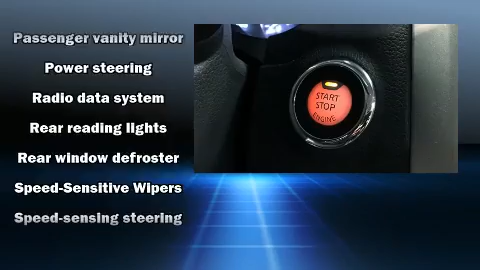 Passenger vanity mirror
Power steering
Radio data system
Rear reading lights
Rear window defroster
Speed-Sensitive Wipers
Speed-sensing steering
START
STOP
ENGINE